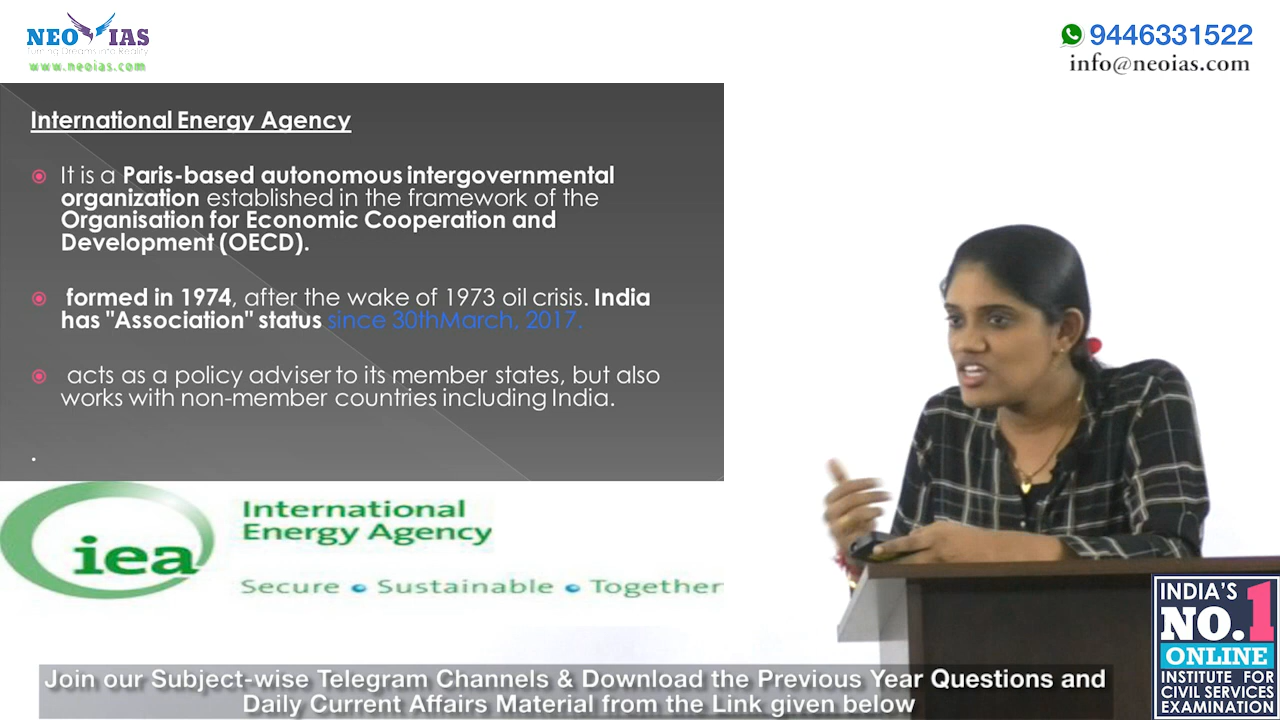 NEO IAS
Turning Dreams into Reality
www.neoias.com
9446331522
info@neoias.com
International Energy Agency
It is a Paris-based autonomous intergovernmental
organization established in the framework of the
Organisation for Economic Cooperation and
Development (OECD).
formed in 1974, after the wake of 1973 oil crisis. India
has "Association" status since 30thMarch, 2017.
acts as a policy adviser to its member states, but also
works with non-member countries including India.
.
iea
International
Energy Agency
Secure • Sustainable • Together
INDIA'S
NO.1
ONLINE
INSTITUTE FOR
CIVIL SERVICES
EXAMINATION
Join our Subject-wise Telegram Channels & Download the Previous Year Questions and
Daily Current Affairs Material from the Link given below